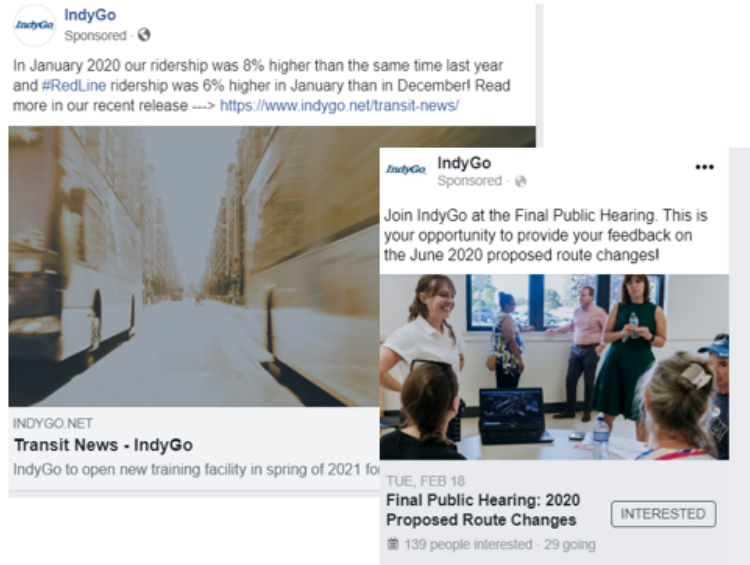 IndyGo
IndyGo
Sponsored ·
In January 2020 our ridership was 8% higher than the same time last year
and #RedLine ridership was 6% higher in January than in December! Read
more in our recent release ---> https://www.indygo.net/transit-news/
INDYGO.NET
Transit News - IndyGo
IndyGo to open new training facility in spring of 2021 fo
IndyGo
IndyGo
Sponsored ·
Join IndyGo at the Final Public Hearing. This is
your opportunity to provide your feedback on
the June 2020 proposed route changes!
TUE, FEB 18
Final Public Hearing: 2020
Proposed Route Changes
INTERESTED
139 people interested · 29 going